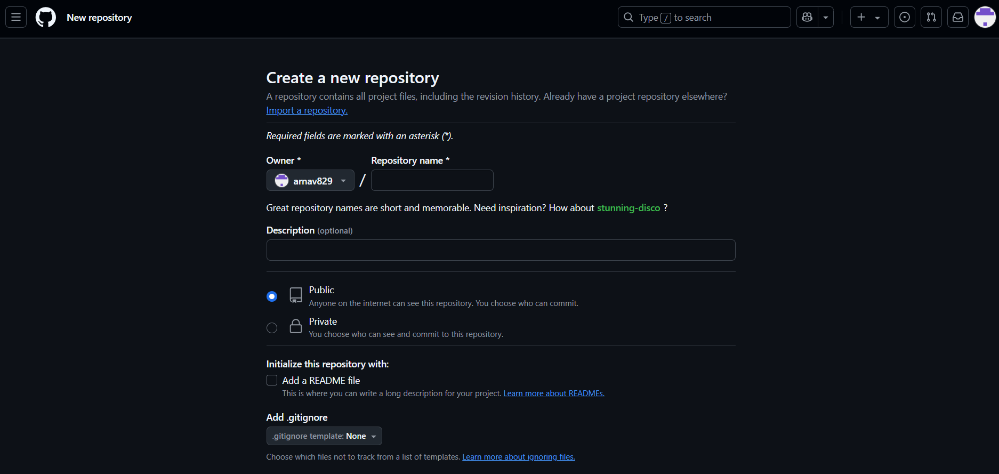 New repository
Type / to search
Create a new repository
A repository contains all project files, including the revision history. Already have a project repository elsewhere?
Import a repository.
Required fields are marked with an asterisk (*).
Owner * Repository name *
arnav829 /
Great repository names are short and memorable. Need inspiration? How about stunning-disco ?
Description (optional)
Public
Anyone on the internet can see this repository. You choose who can commit.
Private
You choose who can see and commit to this repository.
Initialize this repository with:
Add a README file
This is where you can write a long description for your project. Learn more about READMEs.
Add .gitignore
.gitignore template: None
Choose which files not to track from a list of templates. Learn more about ignoring files.